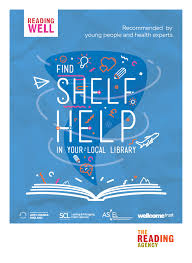 READING
WELL
Recommended by
young people and health experts
FIND
SHELF
HELP
IN YOUR LOCAL LIBRARY
SCL
ASCEL
wellcome trust
THE
READING
AGENCY